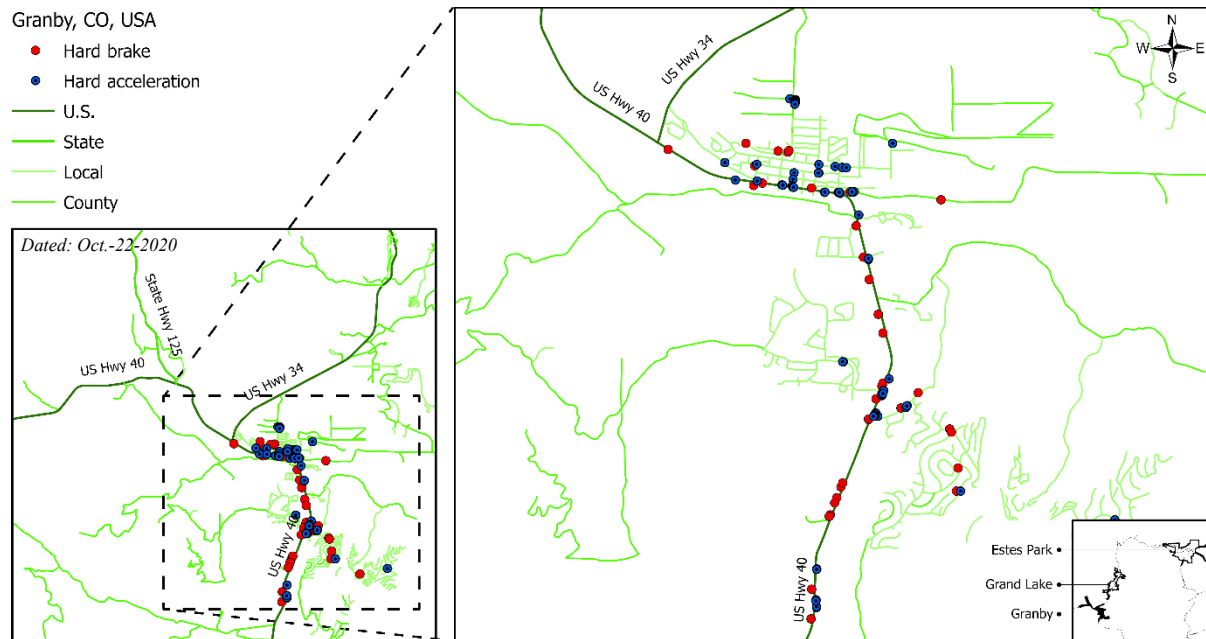 Granby, CO, USA
Hard brake
Hard acceleration
U.S.
State
Local
County
Dated: Oct.-22-2020
State Hwy 125
US Hwy 40
US Hwy 34
US Hwy 40
US Hwy 34
US Hwy 40
US Hwy 40
N
W E
S
Estes Park
Grand Lake
Granby